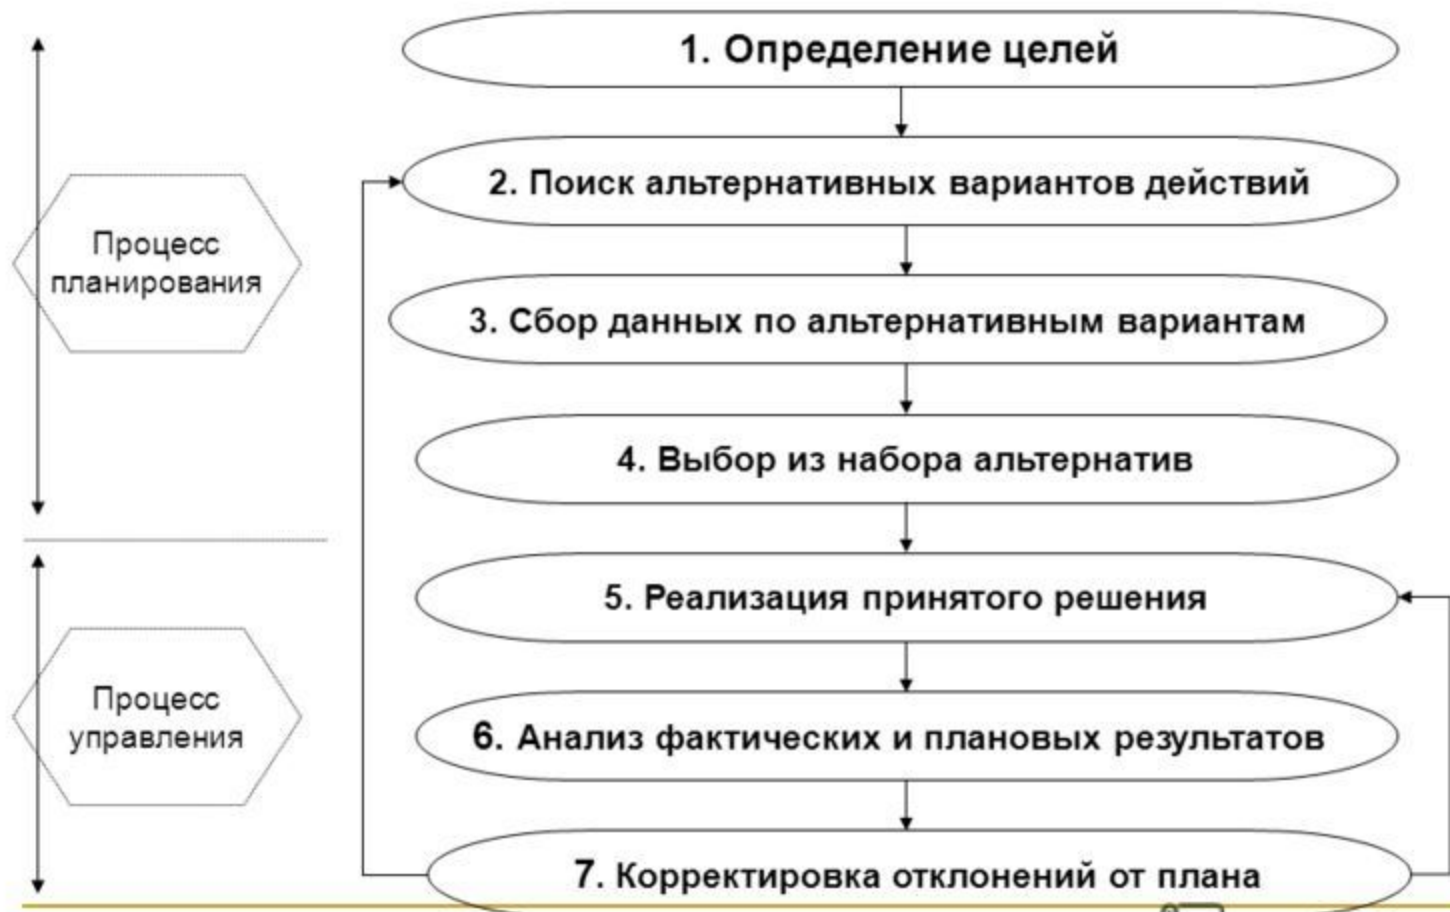 1. Определение целей
2. Поиск альтернативных вариантов действий
Процесс
планирования
3. Сбор данных по альтернативным вариантам
4. Выбор из набора альтернатив
5. Реализация принятого решения
Процесс
управления
6. Анализ фактических и плановых результатов
7. Корректировка отклонений от плана